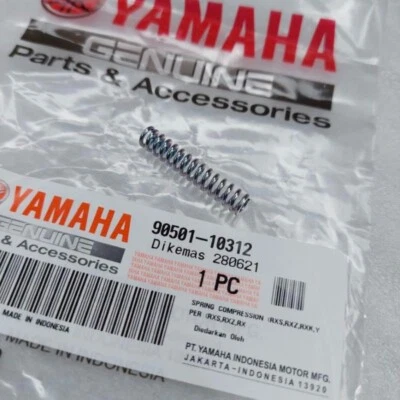 YAMAHA
GENUINE
Parts & Accessories
YAMAHA
GENUINE
& Accessories
90501-10312
Dikemas 280621
1 PC
SPRING COMPRESSION (RXS,RXZ,RXK,Y
PER (RXS,RXZ,RX
Diedarkan Oleh
PT. YAMAHA INDONESIA MOTOR MFG.
JAKARTA-INDONESIA 13920
MADE IN INDONESIA
MADE IN INDONESIA